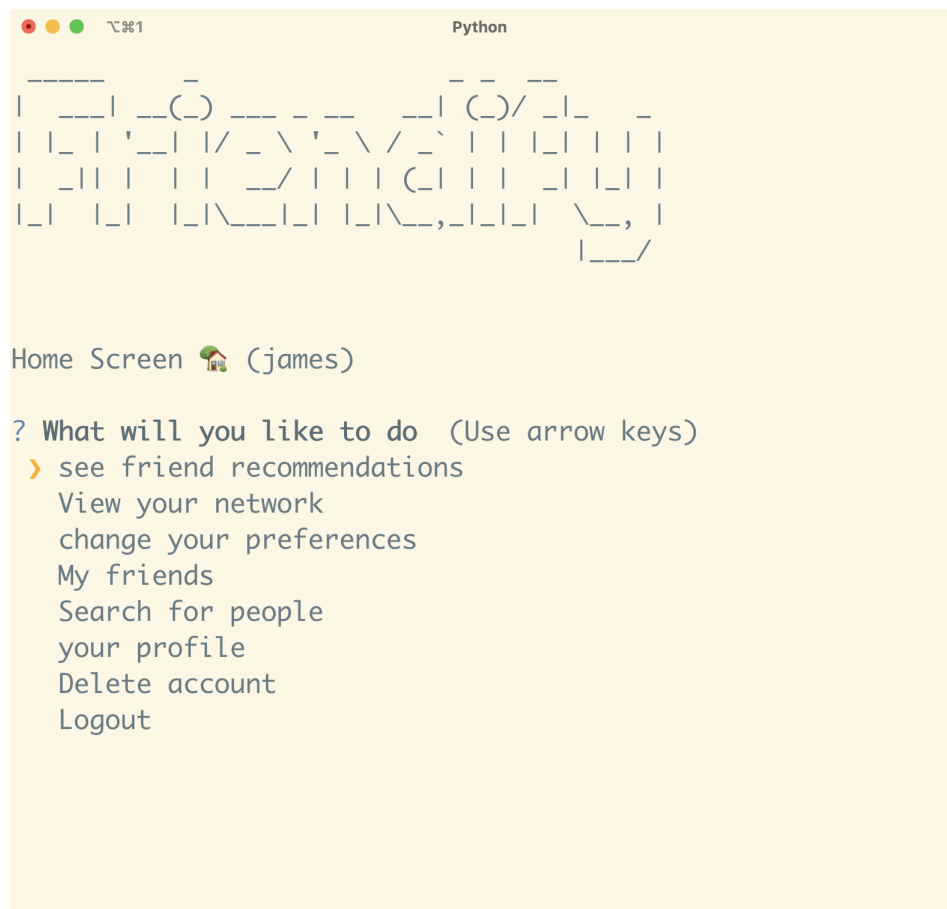 ⌥⌘1 Python
Friendify
Home Screen 🏡 (james)
? What will you like to do (Use arrow keys)
❯ see friend recommendations
View your network
change your preferences
My friends
Search for people
your profile
Delete account
Logout